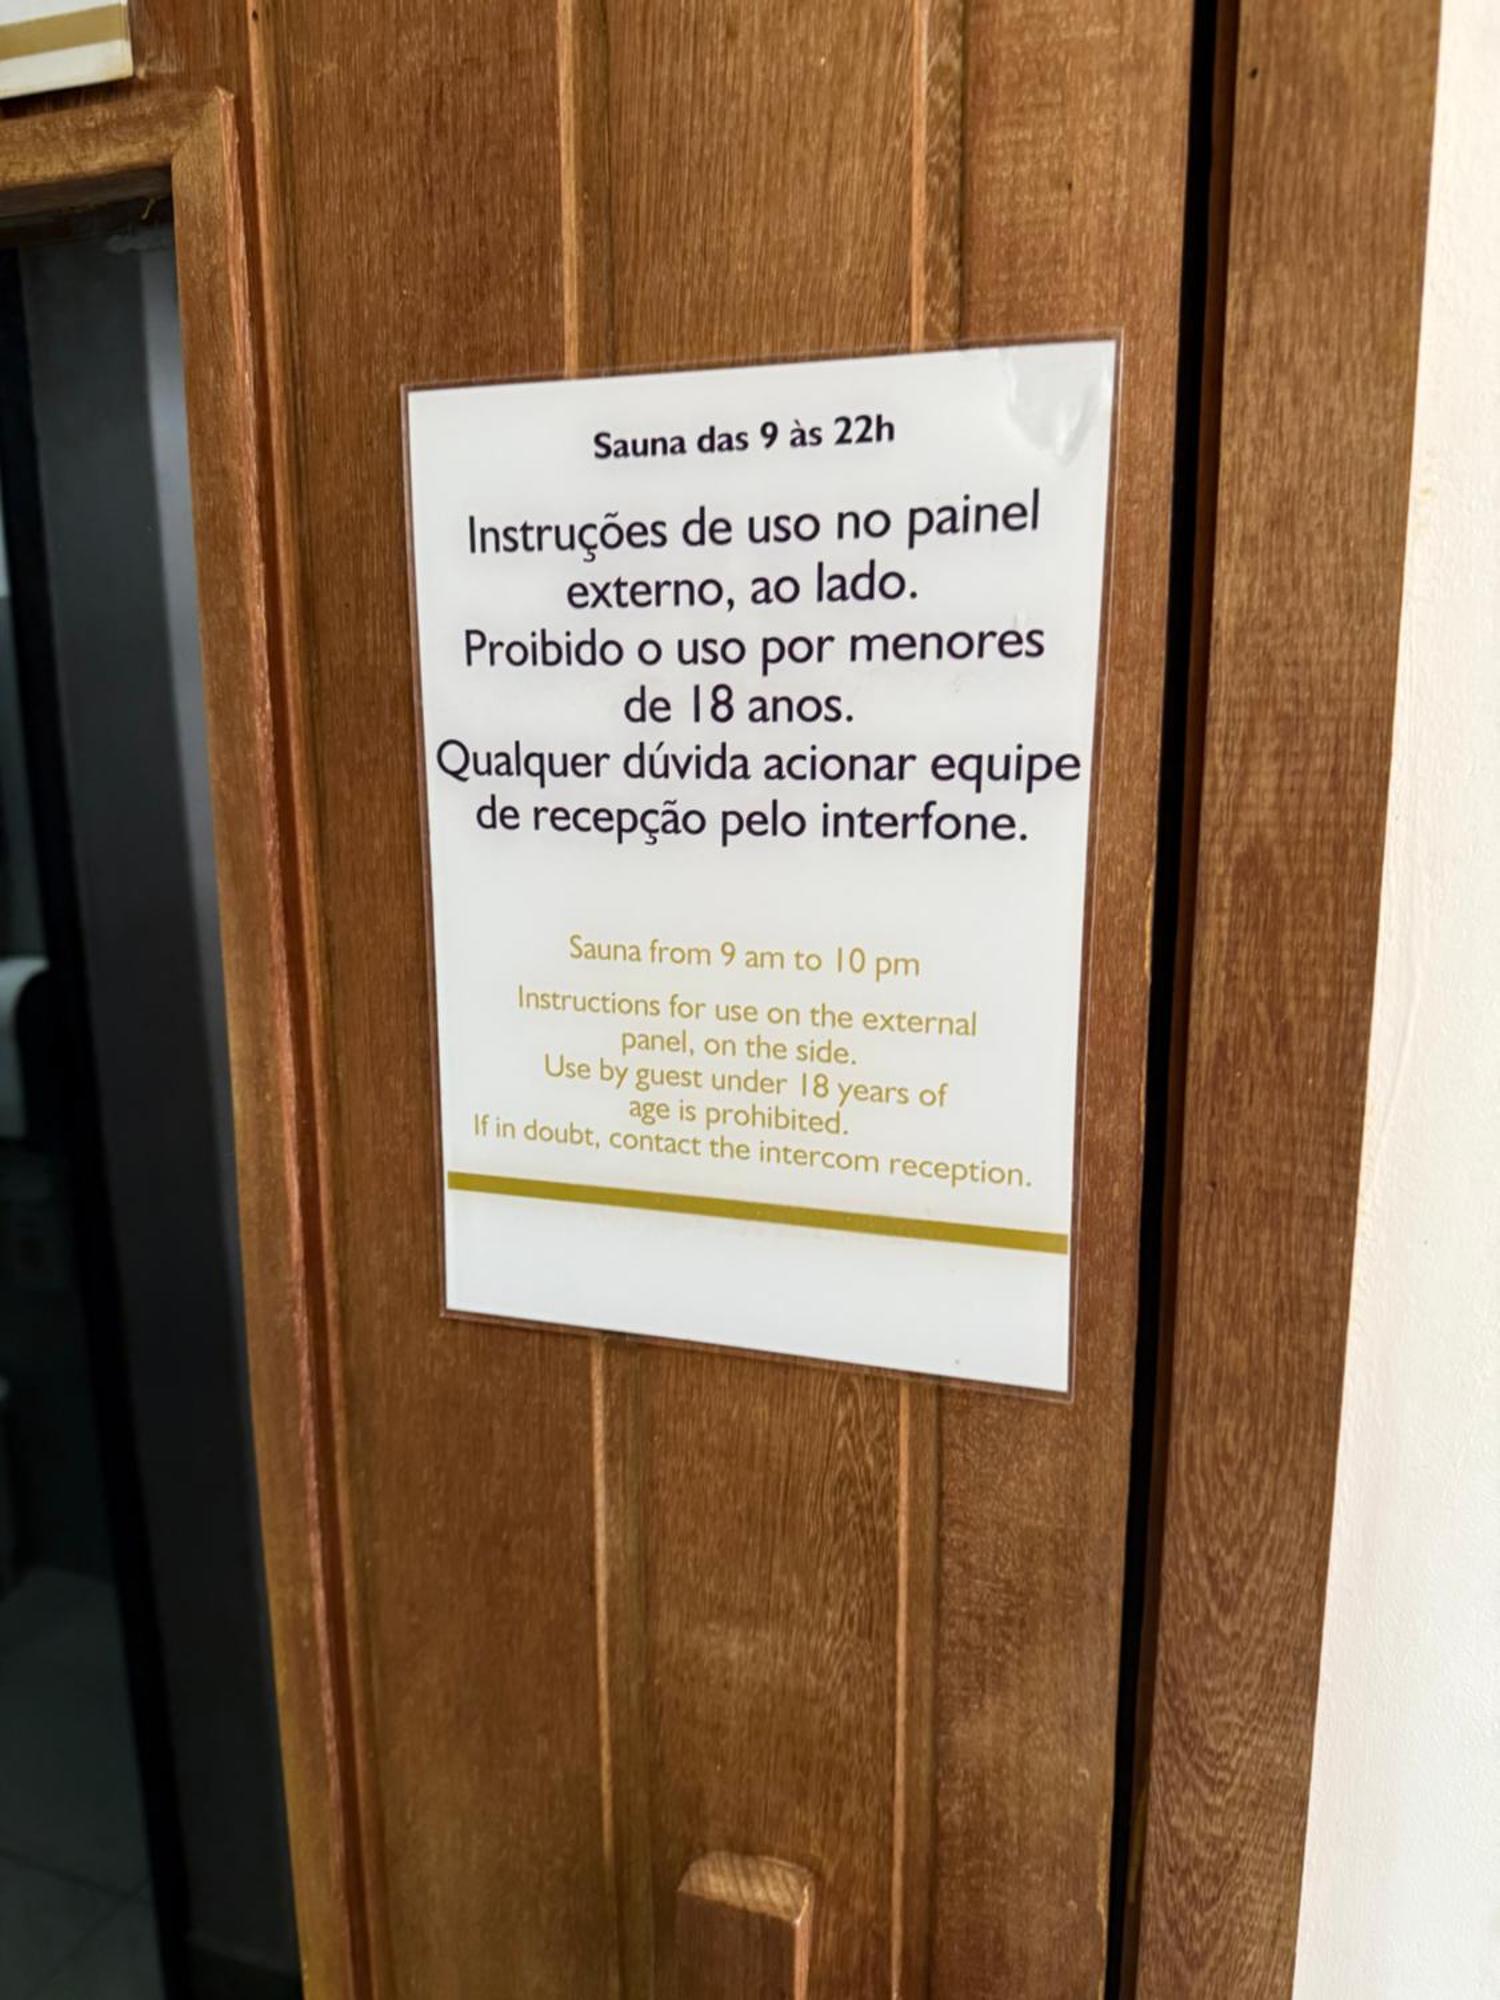 Sauna das 9 às 22h
Instruções de uso no painel
externo, ao lado.
Proibido o uso por menores
de 18 anos.
Qualquer dúvida acionar equipe
de recepção pelo interfone.
Sauna from 9 am to 10 pm
Instructions for use on the external
panel, on the side.
Use by guest under 18 years of
age is prohibited.
If in doubt, contact the intercom reception.